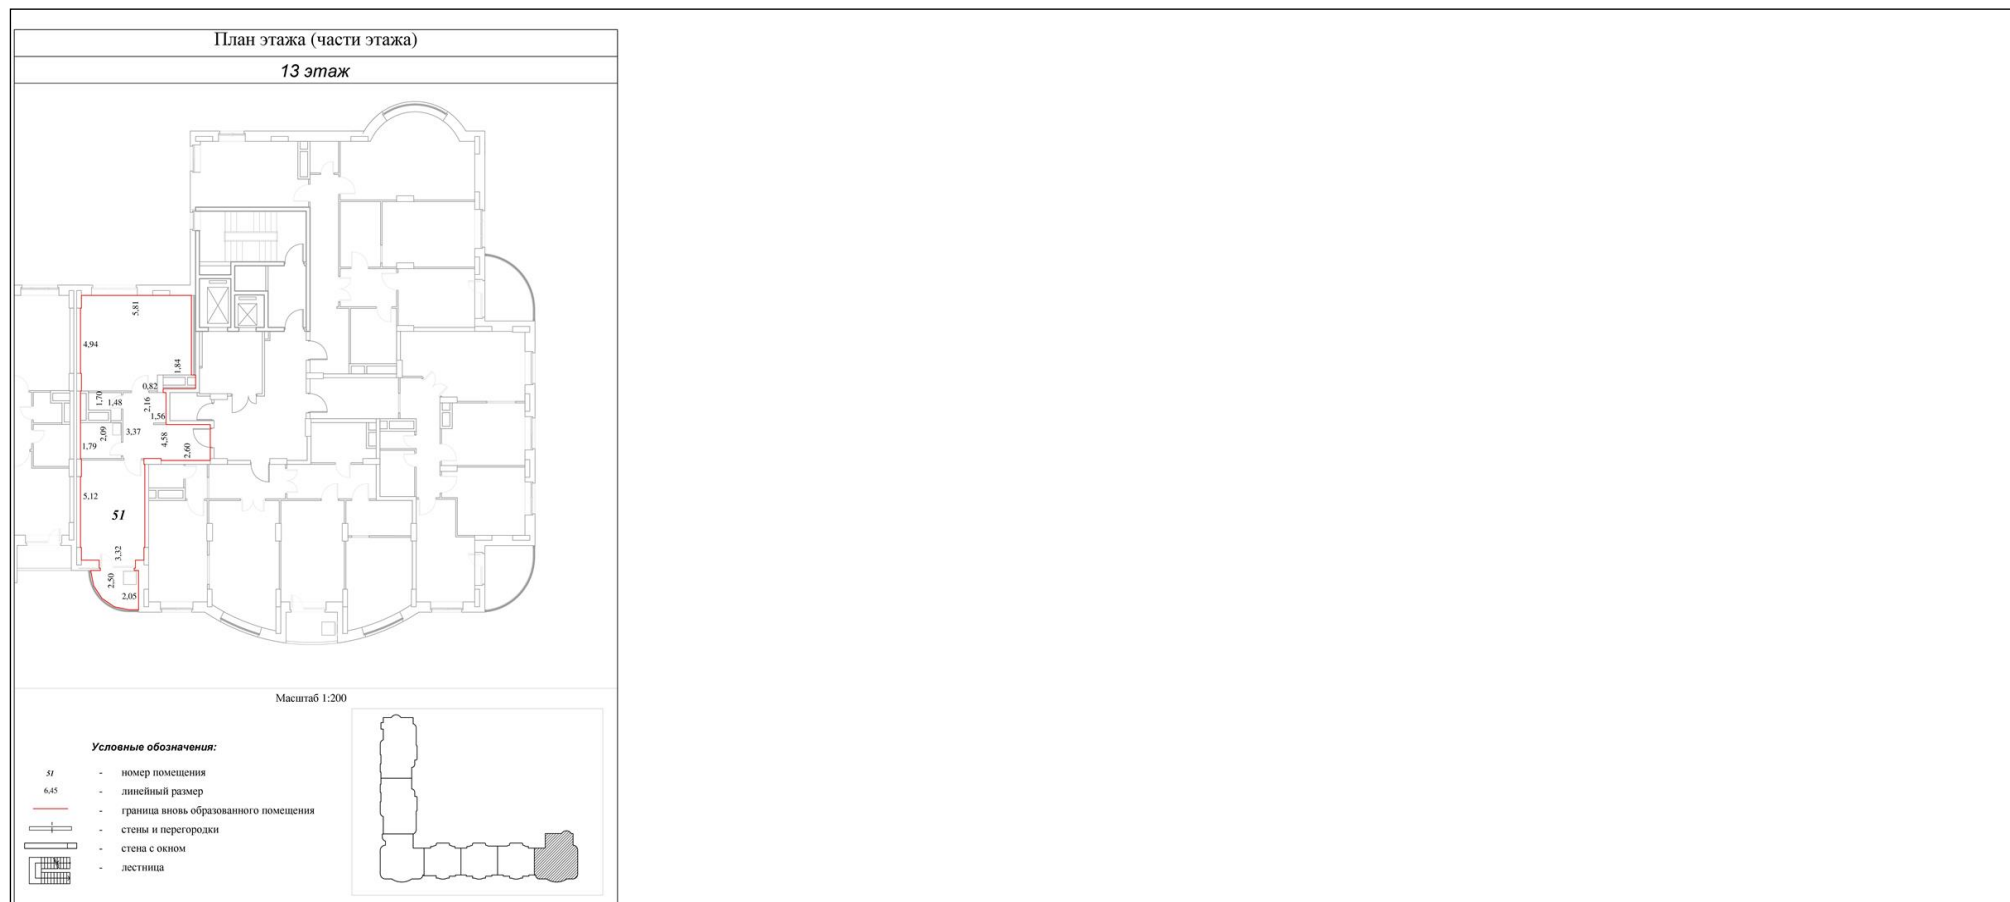 План этажа (части этажа)
13 этаж
5,81
4,94
1,84
0,82
1,70
1,48
2,16
1,56
2,09
3,37
4,58
1,79
2,60
5,12
51
3,32
2,50
2,05
Масштаб 1:200
Условные обозначения:
51 - номер помещения
6,45 - линейный размер
- граница вновь образованного помещения
- стены и перегородки
- стена с окном
- лестница